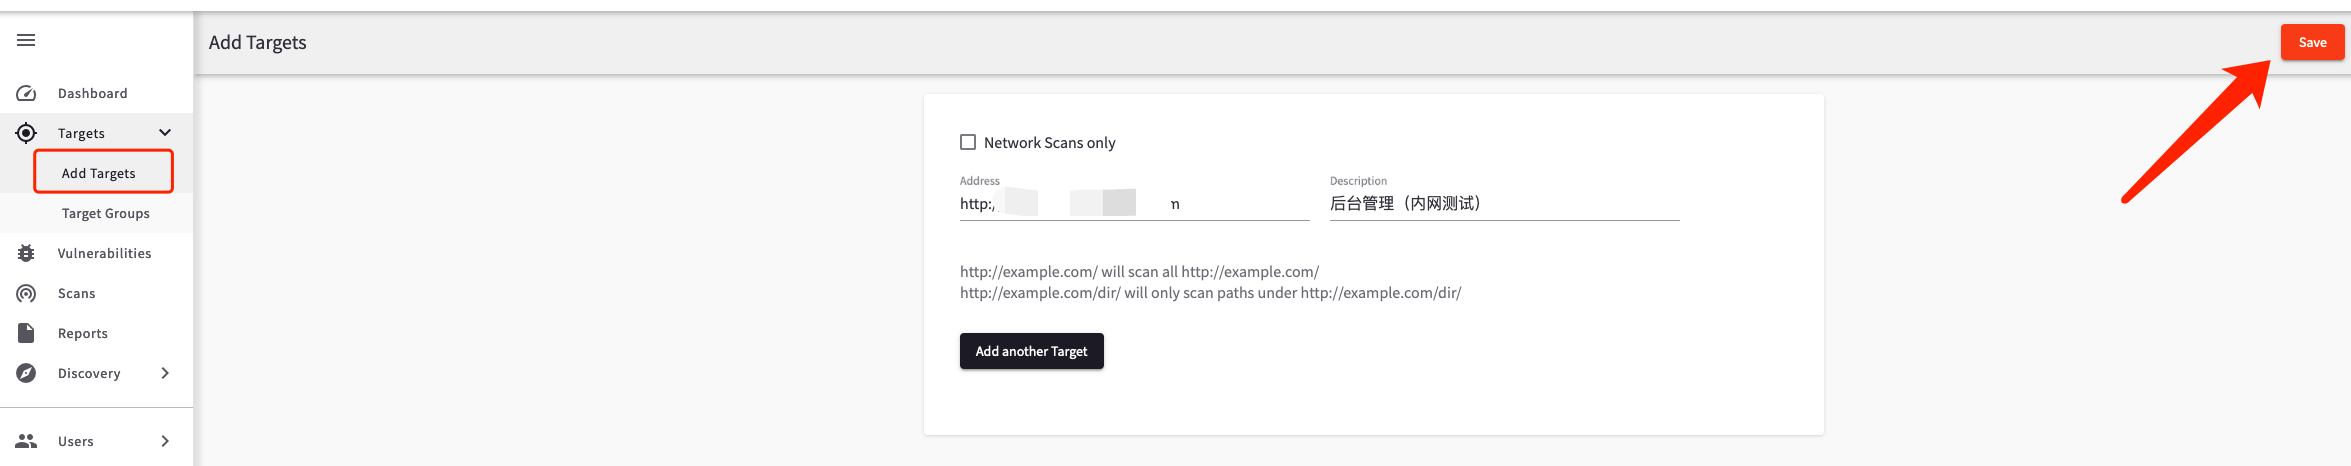 Add Targets
Save
Dashboard
Targets
Add Targets
Target Groups
Vulnerabilities
Scans
Reports
Discovery
Users
Network Scans only
Address
Description
http:/
后台管理（内网测试）
http://example.com/ will scan all http://example.com/
http://example.com/dir/ will only scan paths under http://example.com/dir/
Add another Target